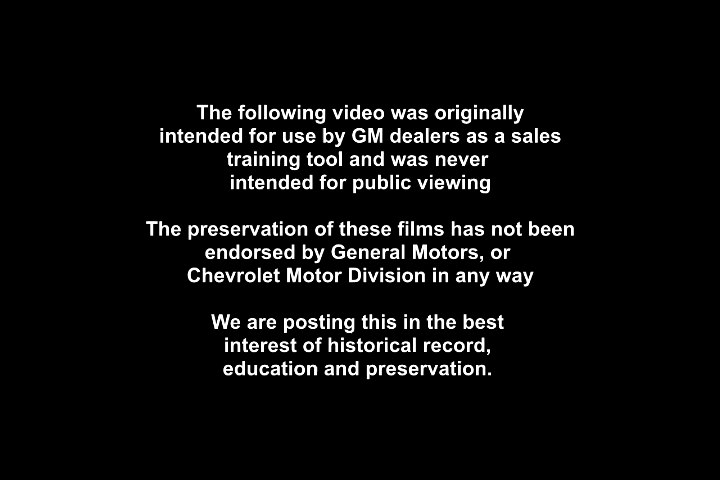 The following video was originally
intended for use by GM dealers as a sales
training tool and was never
intended for public viewing
The preservation of these films has not been
endorsed by General Motors, or
Chevrolet Motor Division in any way
We are posting this in the best
interest of historical record,
education and preservation.